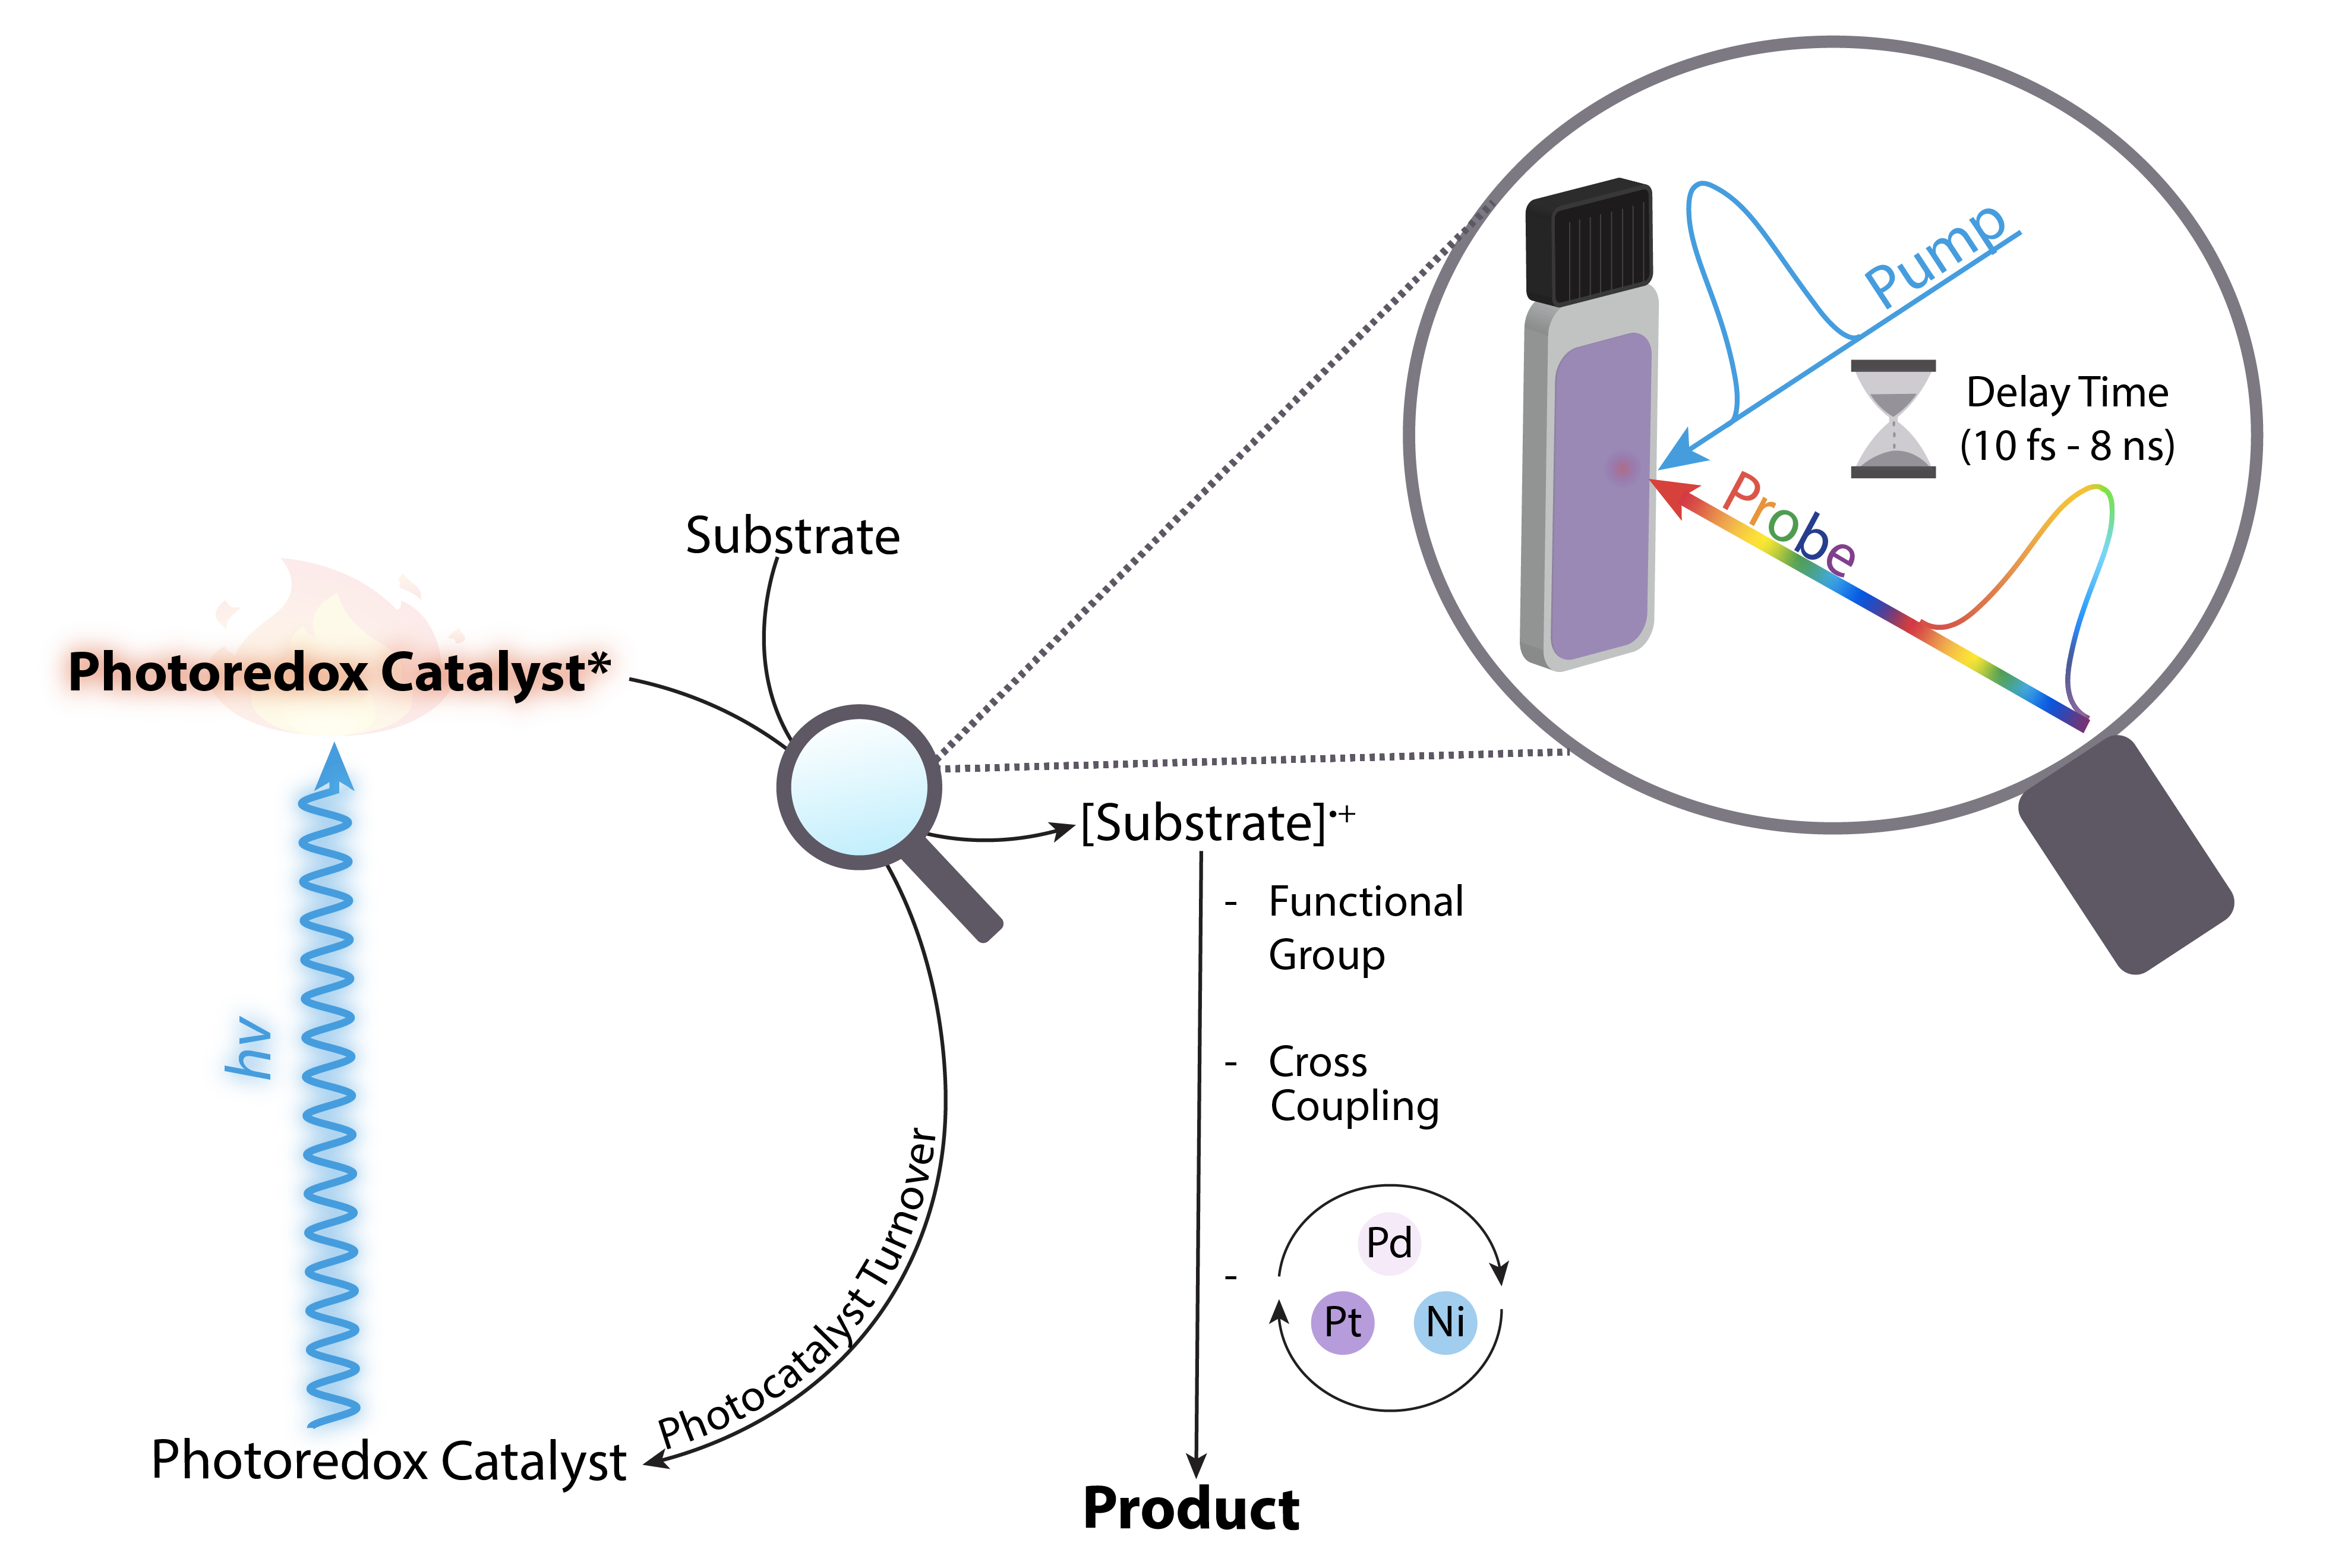 Pump
Delay Time
(10 fs - 8 ns)
Probe
Substrate
Photoredox Catalyst*
[Substrate]•+
- Functional
Group
hν
- Cross
Coupling
Photocatalyst Turnover
-
Pd
Pt
Ni
Photoredox Catalyst
Product